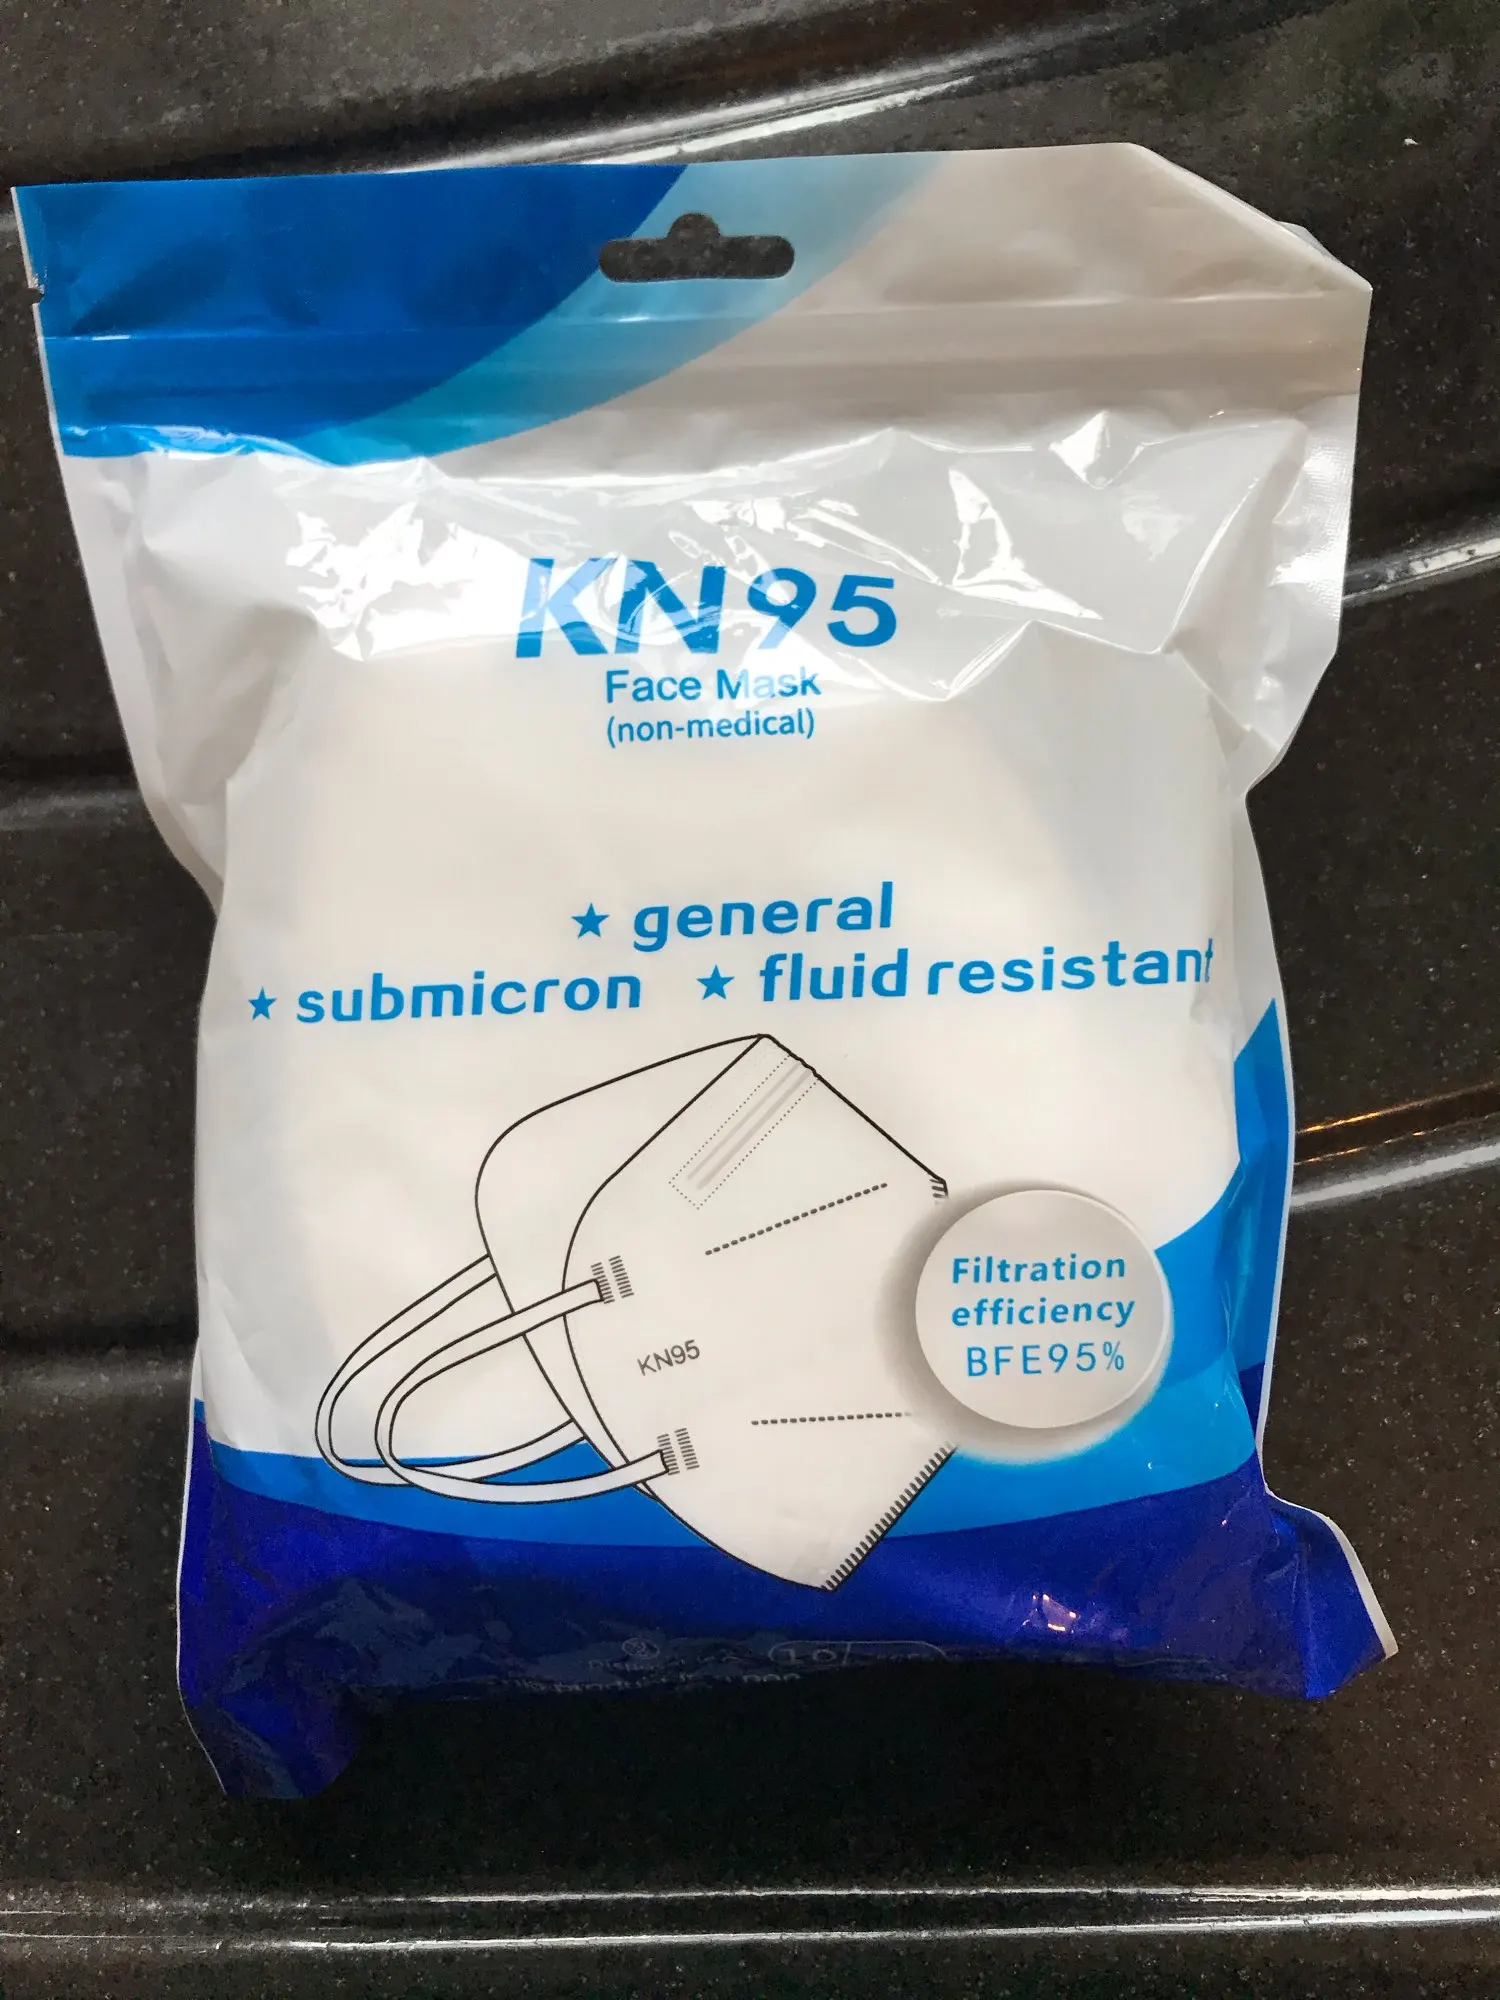 KN95
Face Mask
(non-medical)
★ general
★ submicron ★ fluid resistant
KN95
Filtration
efficiency
BFE95%